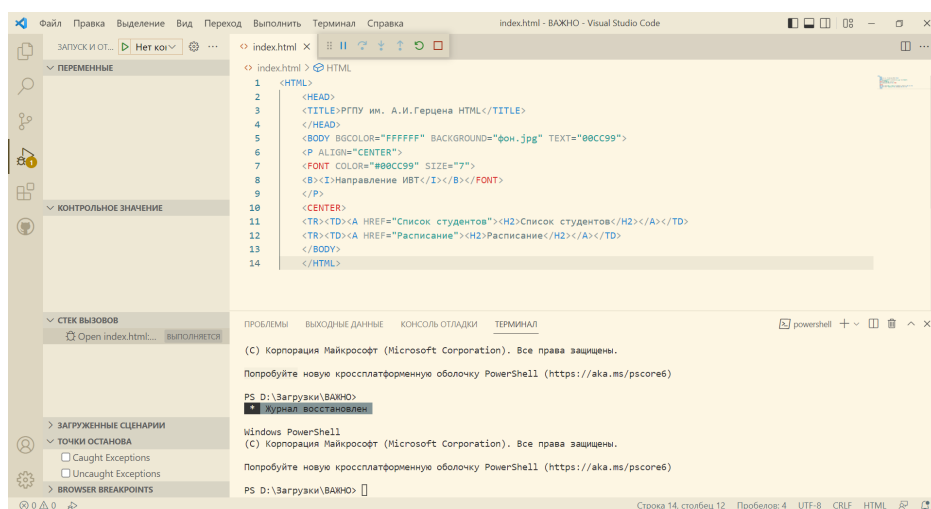 Файл Правка Выделение Вид Переход Выполнить Терминал Справка index.html - ВАЖНО - Visual Studio Code
ЗАПУСК И ОТ... Нет кон
index.html
index.html > HTML
ПЕРЕМЕННЫЕ
1 <HTML>
2 <HEAD>
3 <TITLE>РГПУ им. А.И.Герцена HTML</TITLE>
4 </HEAD>
5 <BODY BGCOLOR="FFFFFF" BACKGROUND="фон.jpg" TEXT="00CC99">
6 <P ALIGN="CENTER">
7 <FONT COLOR="#00CC99" SIZE="7">
8 <B><I>Направление ИВТ</I></B></FONT>
9 </P>
10 <CENTER>
11 <TR><TD><A HREF="Список студентов"><H2>Список студентов</H2></A></TD>
12 <TR><TD><A HREF="Расписание"><H2>Расписание</H2></A></TD>
13 </BODY>
14 </HTML>
1
КОНТРОЛЬНОЕ ЗНАЧЕНИЕ
СТЕК ВЫЗОВОВ
Open index.html:... ВЫПОЛНЯЕТСЯ
ЗАГРУЖЕННЫЕ СЦЕНАРИИ
ТОЧКИ ОСТАНОВА
Caught Exceptions
Uncaught Exceptions
BROWSER BREAKPOINTS
ПРОБЛЕМЫ ВЫХОДНЫЕ ДАННЫЕ КОНСОЛЬ ОТЛАДКИ ТЕРМИНАЛ powershell
(C) Корпорация Майкрософт (Microsoft Corporation). Все права защищены.
Попробуйте новую кроссплатформенную оболочку PowerShell (https://aka.ms/pscore6)
PS D:\Загрузки\ВАЖНО>
* Журнал восстановлен
Windows PowerShell
(C) Корпорация Майкрософт (Microsoft Corporation). Все права защищены.
Попробуйте новую кроссплатформенную оболочку PowerShell (https://aka.ms/pscore6)
PS D:\Загрузки\ВАЖНО>
0 0 Строка 14, столбец 12 Пробелов: 4 UTF-8 CRLF HTML